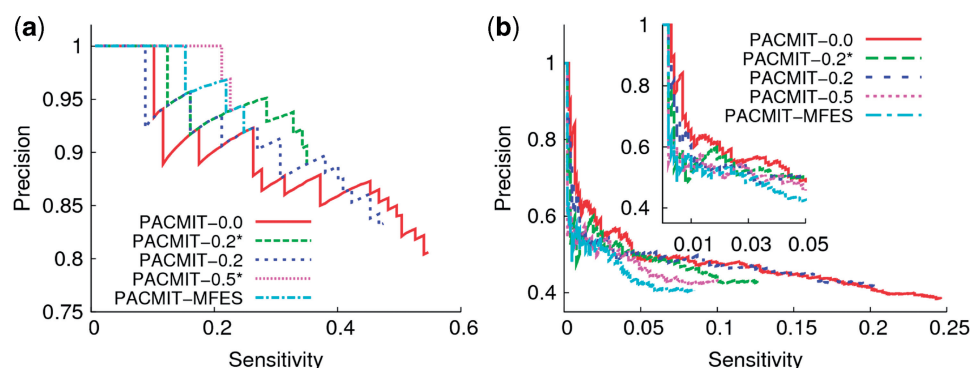 (a)
1
0.95
0.9
0.85
0.8
0.75
Precision
PACMIT−0.0
PACMIT−0.2*
PACMIT−0.2
PACMIT−0.5*
PACMIT−MFES
0 0.2 0.4 0.6
Sensitivity
(b)
1
0.8
0.6
0.4
Precision
PACMIT−0.0
PACMIT−0.2*
PACMIT−0.2
PACMIT−0.5
PACMIT−MFES
1
0.8
0.6
0.4
0.01 0.03 0.05
0 0.05 0.1 0.15 0.2 0.25
Sensitivity